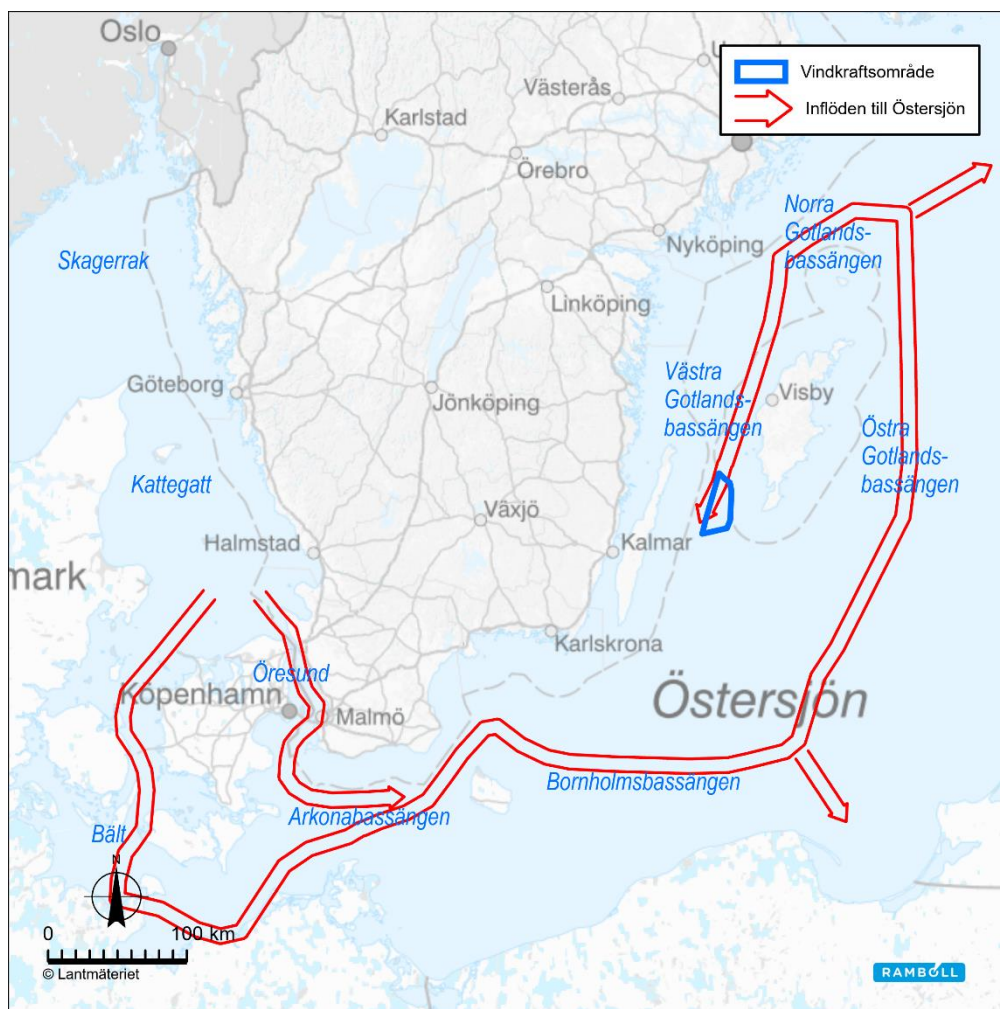 Oslo
Vindkraftsområde
Inflöden till Östersjön
Västerås
Karlstad
Örebro
Norra
Gotlands-
bassängen
Nyköping
Skagerrak
Linköping
Västra
Gotlands-
bassängen
Göteborg
Jönköping
Visby
Östra
Gotlands-
bassängen
Kattegatt
Växjö
Halmstad
Kalmar
mark
Karlskrona
Öresund
Köpenhamn
Malmö
Östersjön
Bornholmsbassängen
Arkonabassängen
Bält
N
0 100 km
© Lantmäteriet
RAMBOLL